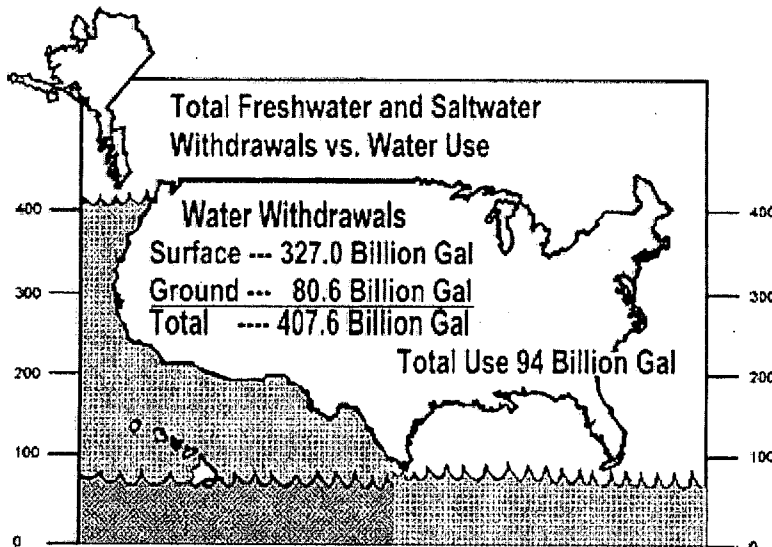 Total Freshwater and Saltwater
Withdrawals vs. Water Use
Water Withdrawals
Surface --- 327.0 Billion Gal
Ground --- 80.6 Billion Gal
Total ---- 407.6 Billion Gal
Total Use 94 Billion Gal
400
300
200
100
0
400
300
200
100
0